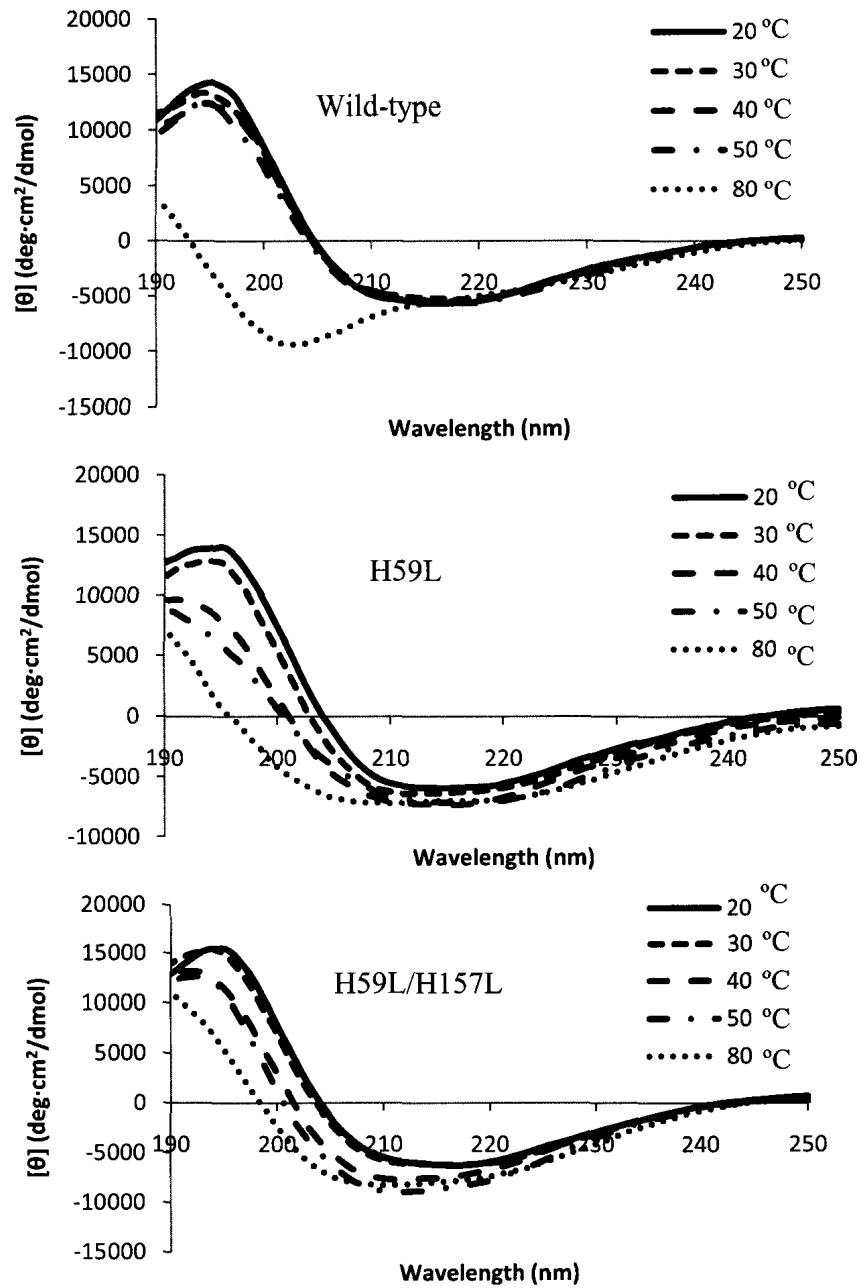 20000
15000
10000
5000
0
-5000
-10000
-15000
[θ] (deg·cm²/dmol)
Wild-type
20 °C
30 °C
40 °C
50 °C
80 °C
190 200 210 220 230 240 250
Wavelength (nm)
20000
15000
10000
5000
0
-5000
-10000
[θ] (deg·cm²/dmol)
H59L
20 °C
30 °C
40 °C
50 °C
80 °C
190 200 210 220 230 240 250
Wavelength (nm)
20000
15000
10000
5000
0
-5000
-10000
-15000
[θ] (deg·cm²/dmol)
H59L/H157L
20 °C
30 °C
40 °C
50 °C
80 °C
190 200 210 220 230 240 250
Wavelength (nm)